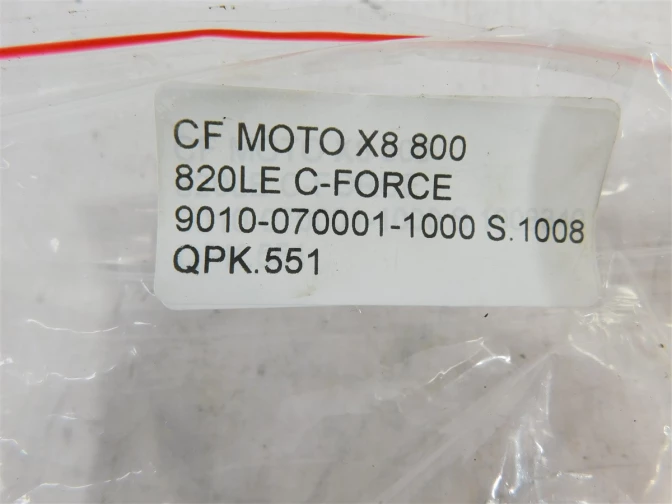 CF MOTO X8 800
820LE C-FORCE
9010-070001-1000 S.1008
QPK.551